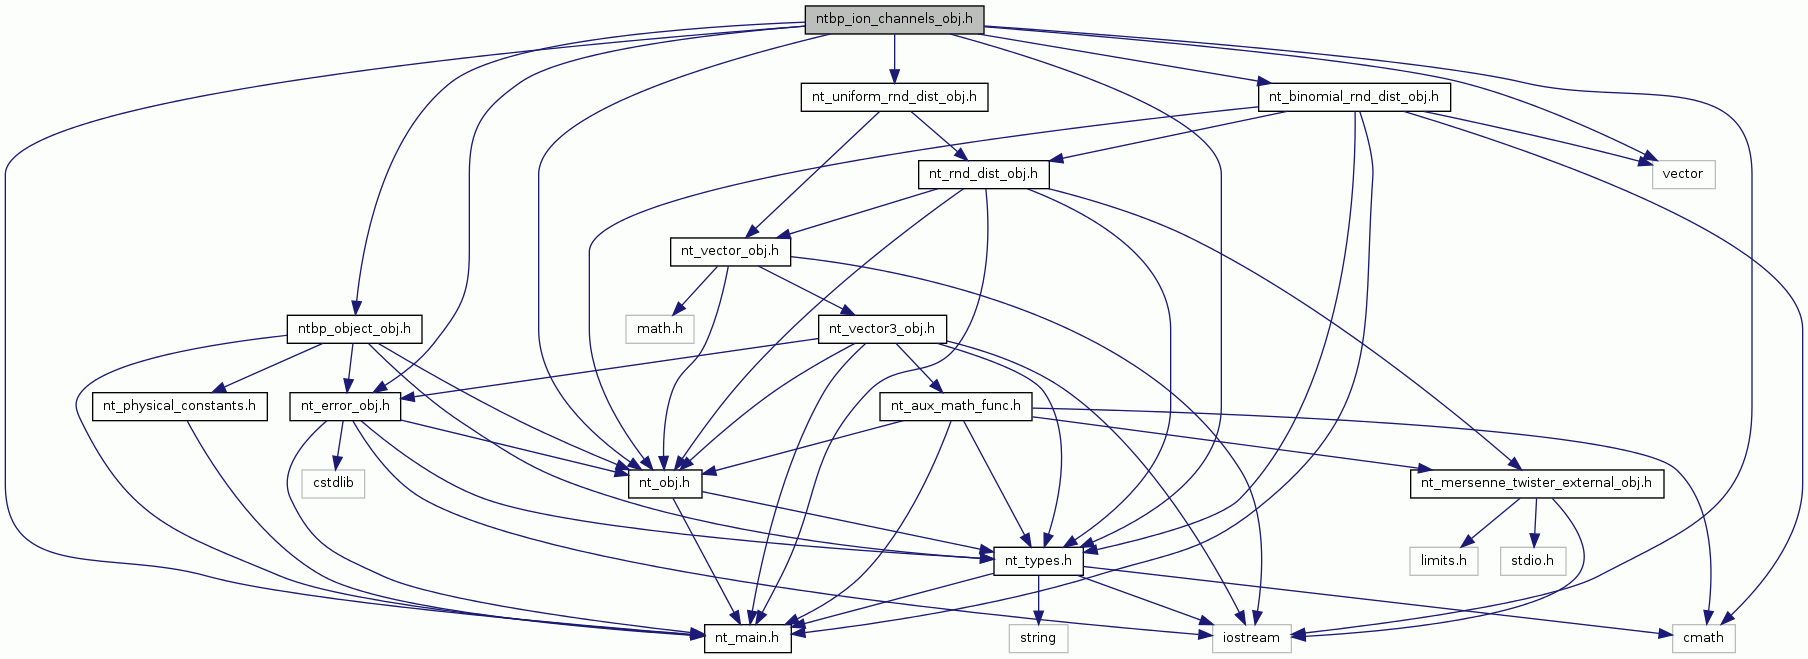 ntbp_ion_channels_obj.h
nt_uniform_rnd_dist_obj.h
nt_binomial_rnd_dist_obj.h
nt_rnd_dist_obj.h
vector
nt_vector_obj.h
math.h
nt_vector3_obj.h
ntbp_object_obj.h
nt_physical_constants.h
nt_error_obj.h
nt_aux_math_func.h
cstdlib
nt_obj.h
nt_mersenne_twister_external_obj.h
nt_types.h
limits.h
stdio.h
nt_main.h
string
iostream
cmath